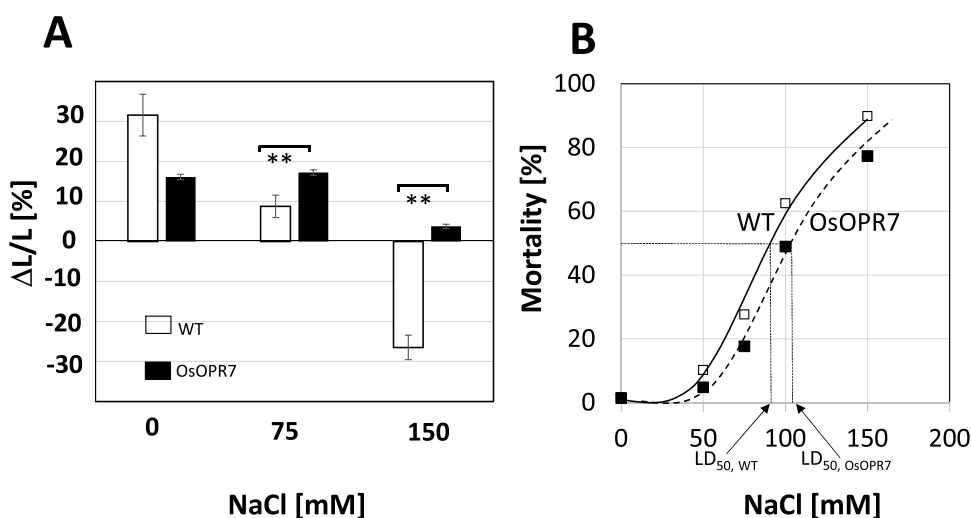 A
ΔL/L [%]
30
20
10
0
-10
-20
-30
**
**
WT
OsOPR7
0 75 150
NaCl [mM]
B
Mortality [%]
100
80
60
40
20
0
WT OsOPR7
0 50 100 150 200
LD50, WT LD50, OsOPR7
NaCl [mM]